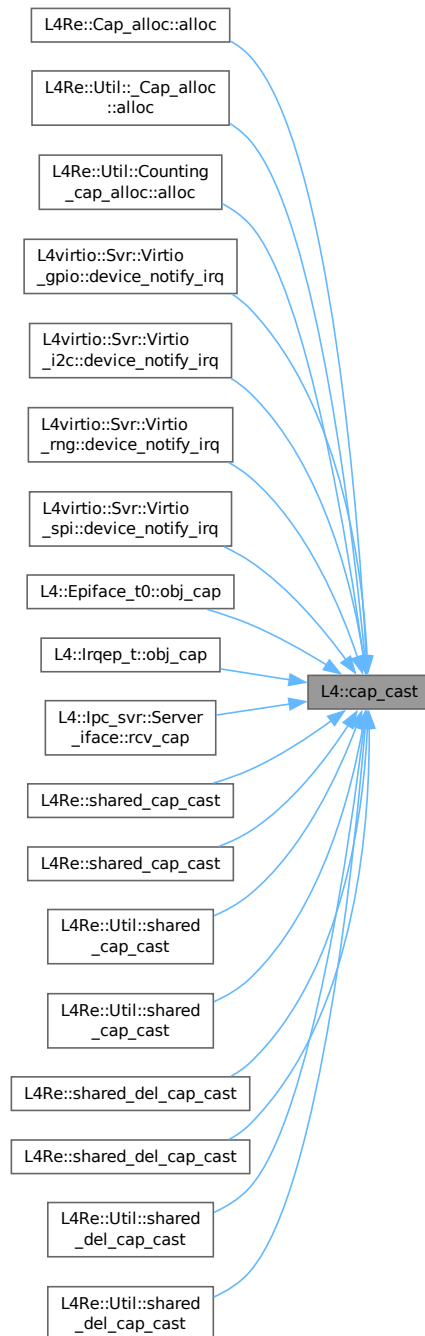 L4Re::Cap_alloc::alloc
L4Re::Util::_Cap_alloc
::alloc
L4Re::Util::Counting
_cap_alloc::alloc
L4virtio::Svr::Virtio
_gpio::device_notify_irq
L4virtio::Svr::Virtio
_i2c::device_notify_irq
L4virtio::Svr::Virtio
_rng::device_notify_irq
L4virtio::Svr::Virtio
_spi::device_notify_irq
L4::Epiface_t0::obj_cap
L4::Irqep_t::obj_cap
L4::cap_cast
L4::Ipc_svr::Server
_iface::rcv_cap
L4Re::shared_cap_cast
L4Re::shared_cap_cast
L4Re::Util::shared
_cap_cast
L4Re::Util::shared
_cap_cast
L4Re::shared_del_cap_cast
L4Re::shared_del_cap_cast
L4Re::Util::shared
_del_cap_cast
L4Re::Util::shared
_del_cap_cast